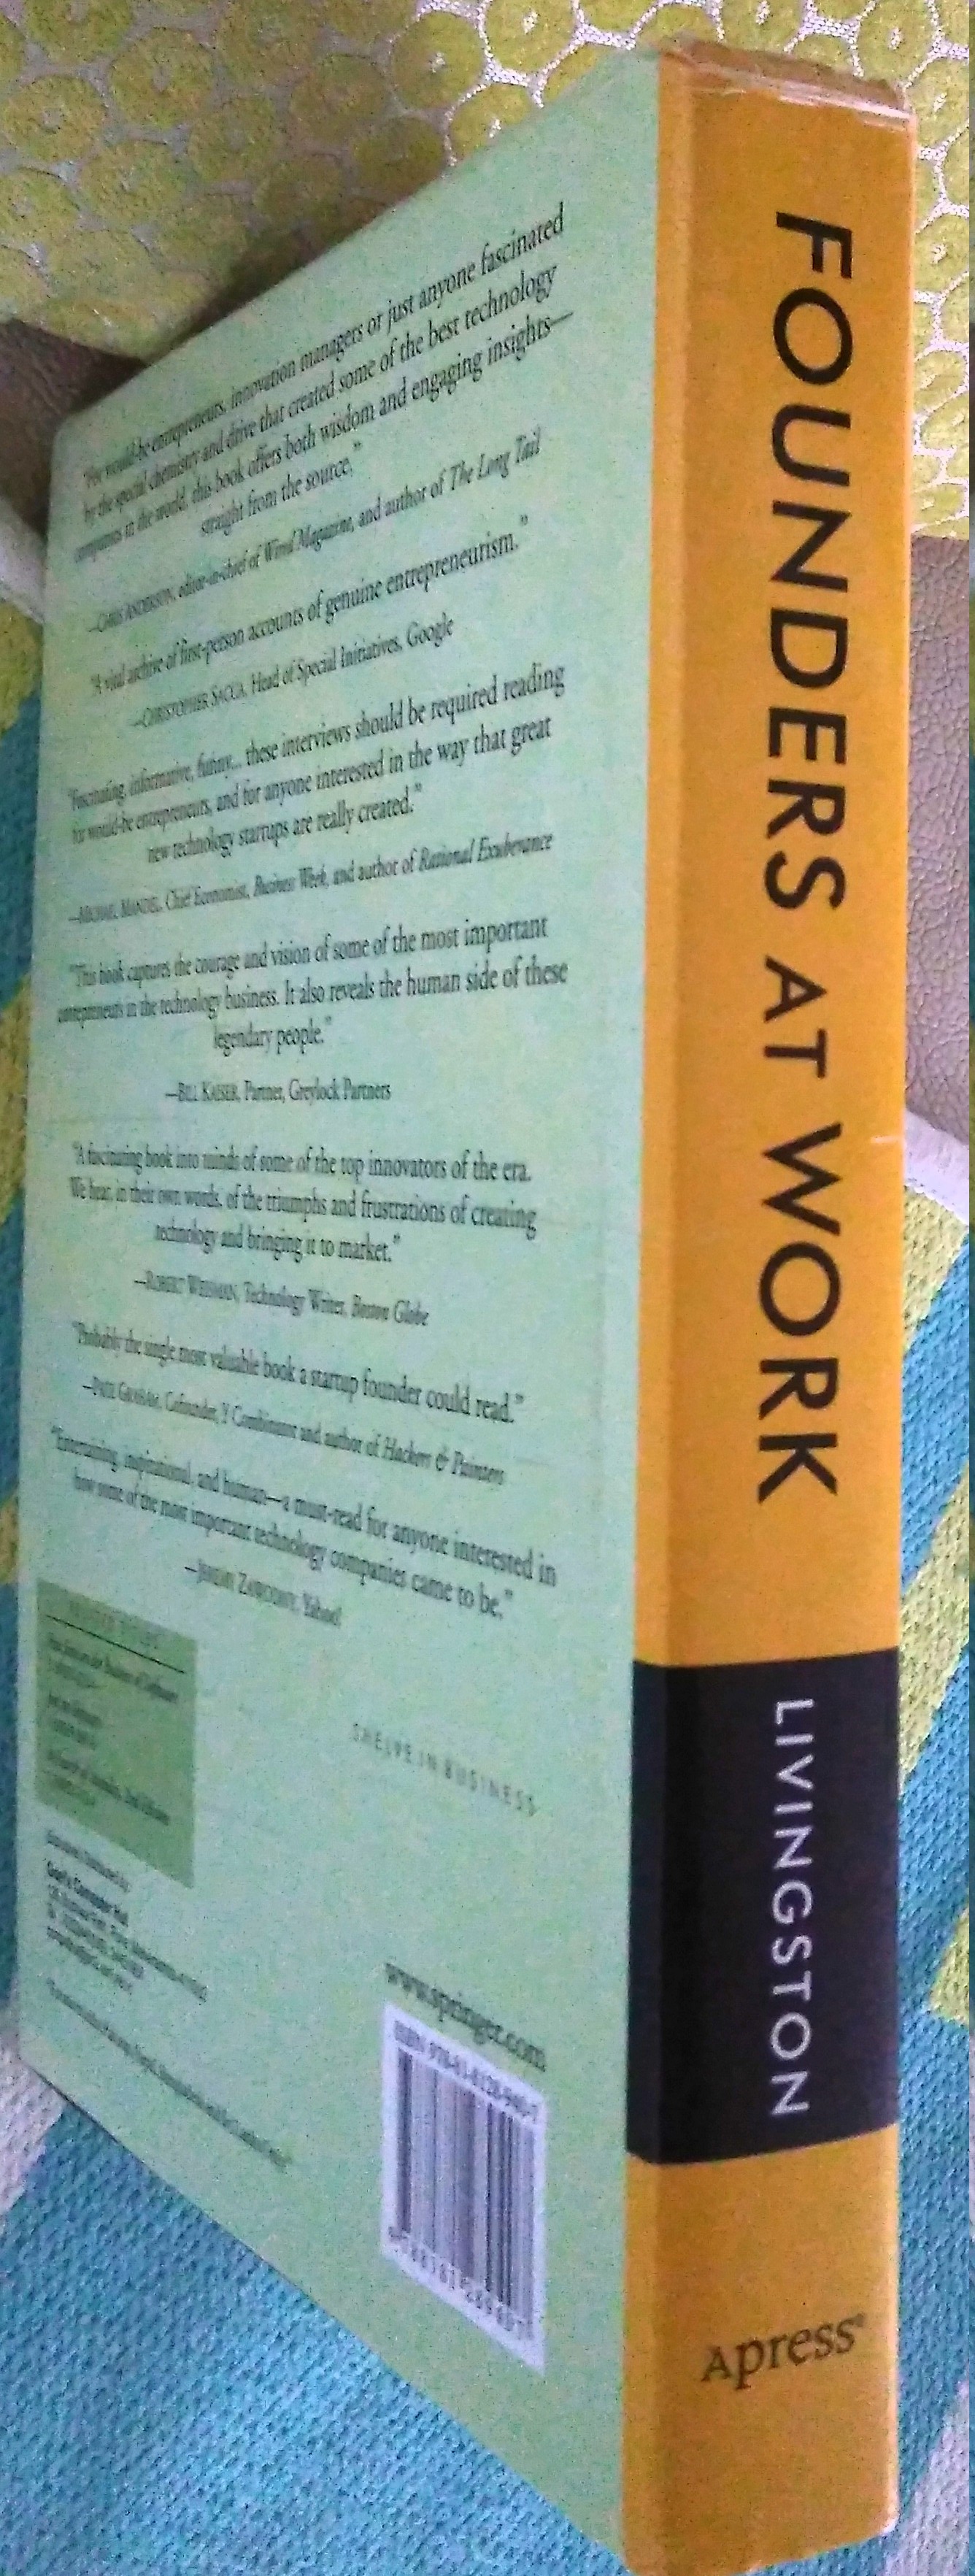 "For would-be entrepreneurs, innovation managers or just anyone fascinated
by the special chemistry and drive that created some of the best technology
companies in the world, this book offers both wisdom and engaging insights—
straight from the source."
—CHRIS ANDERSON, editor-in-chief of Wired Magazine, and author of The Long Tail
"A vital archive of first-person accounts of genuine entrepreneurism."
—CHRISTOPHER SACCA, Head of Special Initiatives, Google
"Fascinating, informative, funny... these interviews should be required reading
for would-be entrepreneurs, and for anyone interested in the way that great
new technology startups are really created."
—MICHAEL MANDEL, Chief Economist, Business Week, and author of Rational Exuberance
"This book captures the courage and vision of some of the most important
entrepreneurs in the technology business. It also reveals the human side of these
legendary people."
—BILL KAISER, Partner, Greylock Partners
"A fascinating book into minds of some of the top innovators of the era.
We hear, in their own words, of the triumphs and frustrations of creating
technology and bringing it to market."
—ROBERT WEISMAN, Technology Writer, Boston Globe
"Probably the single most valuable book a startup founder could read."
—PAUL GRAHAM, Cofounder, Y Combinator and author of Hackers & Painters
"Entertaining, inspirational, and human—a must-read for anyone interested in
how some of the most important technology companies came to be."
—JEREMY ZAWODNY, Yahoo!
SHELVE IN BUSINESS
www.springer.com
FOUNDERS AT WORK
LIVINGSTON
Apress®